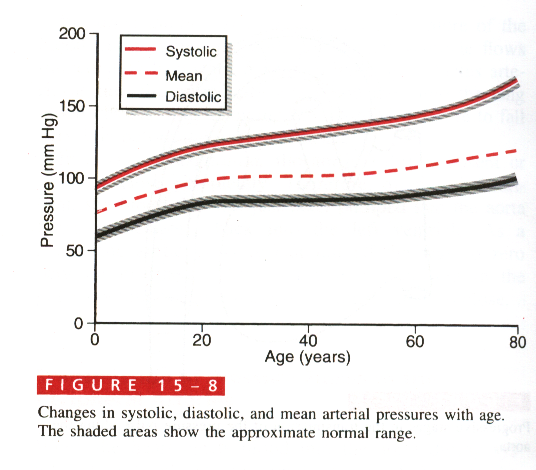 200
150
100
50
0
Pressure (mm Hg)
Systolic
Mean
Diastolic
0 20 40 60 80
Age (years)
FIGURE 15–8
Changes in systolic, diastolic, and mean arterial pressures with age.
The shaded areas show the approximate normal range.